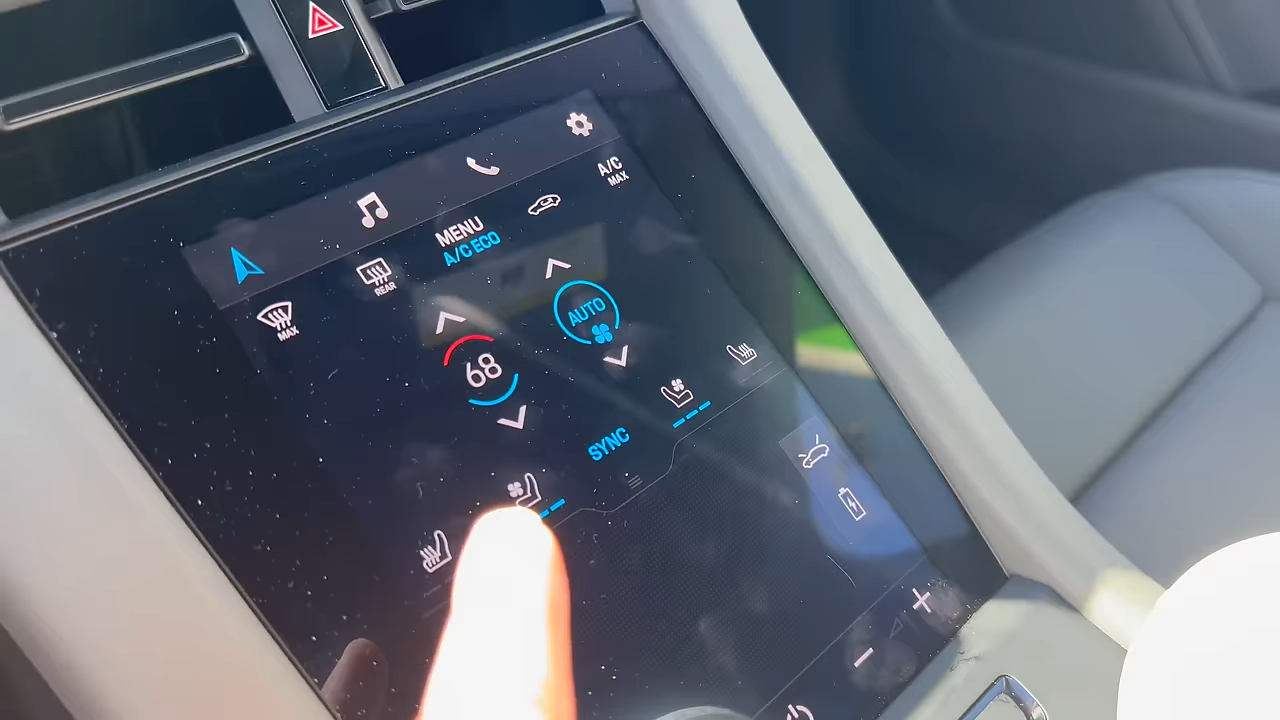 A/C
MAX
MENU
A/C ECO
REAR
MAX
AUTO
68
SYNC